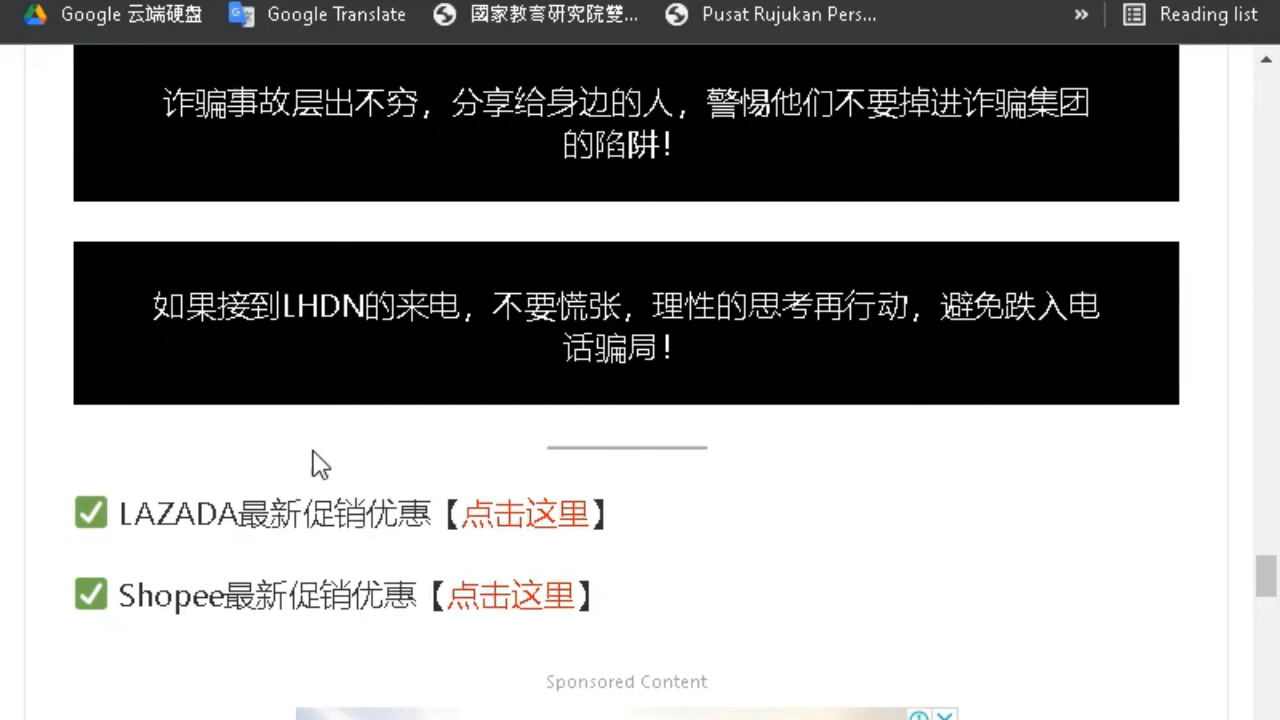 Google 云端硬盘 Google Translate 國家教育研究院雙... Pusat Rujukan Pers... » Reading list
诈骗事故层出不穷，分享给身边的人，警惕他们不要掉进诈骗集团
的陷阱！
如果接到LHDN的来电，不要慌张，理性的思考再行动，避免跌入电
话骗局！
✅ LAZADA最新促销优惠【点击这里】
✅ Shopee最新促销优惠【点击这里】
Sponsored Content